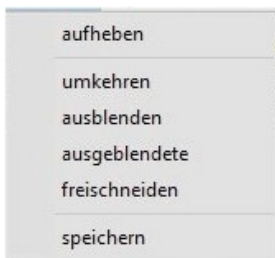 aufheben
umkehren
ausblenden
ausgeblendete
freischneiden
speichern